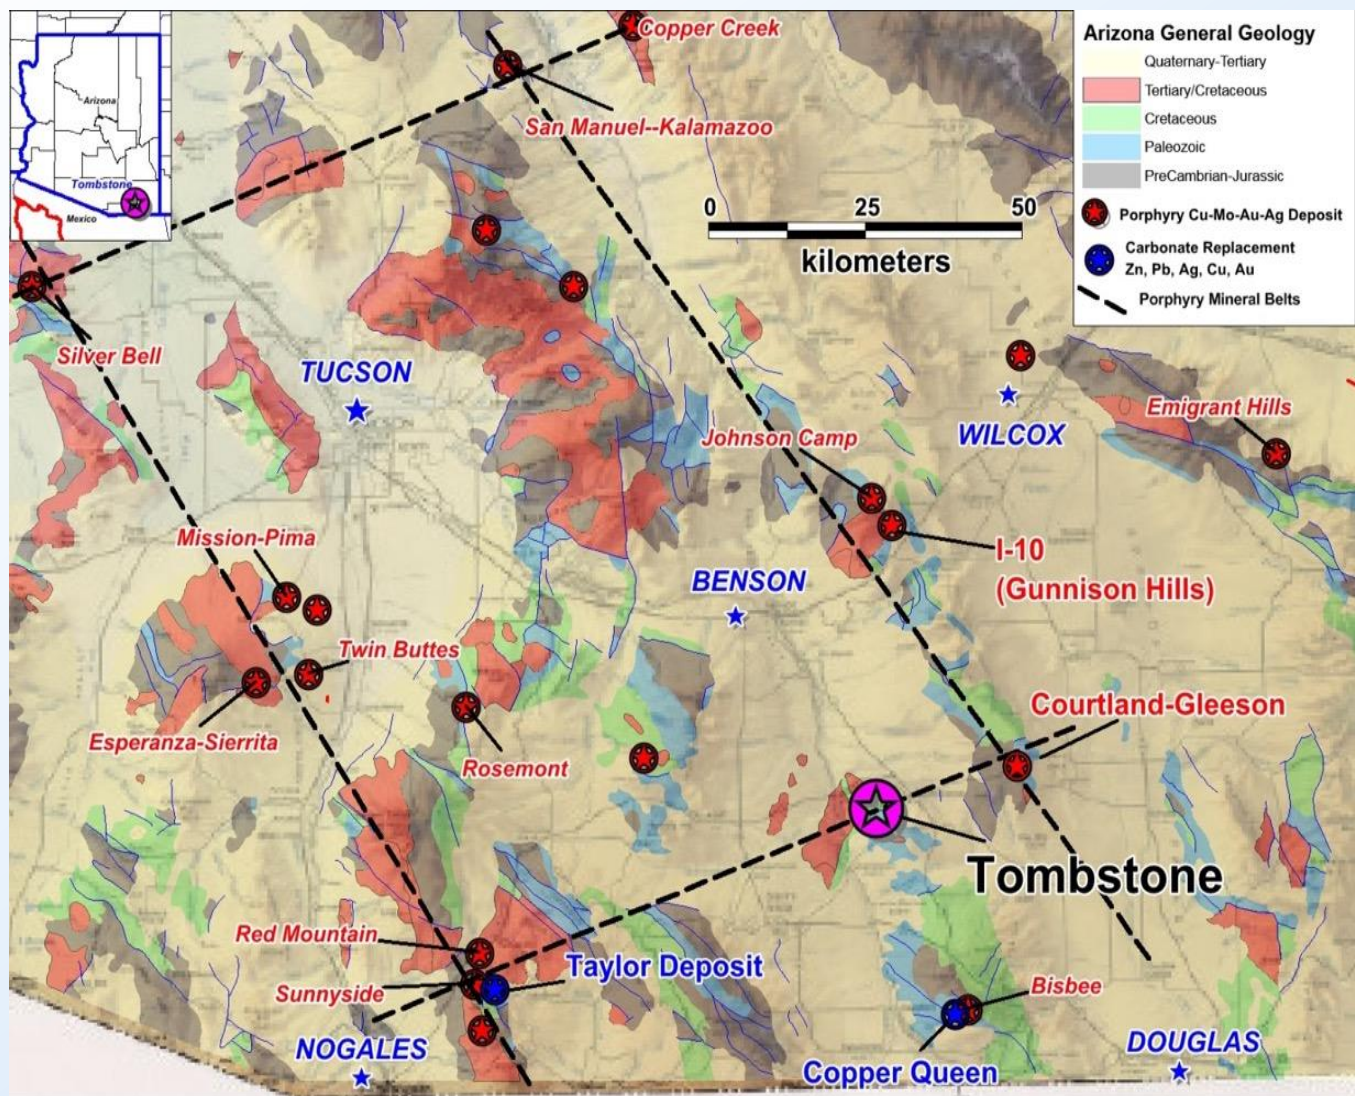 Copper Creek
San Manuel--Kalamazoo
Arizona
Tombstone
Mexico
Arizona General Geology
Quaternary-Tertiary
Tertiary/Cretaceous
Cretaceous
Paleozoic
PreCambrian-Jurassic
Porphyry Cu-Mo-Au-Ag Deposit
Carbonate Replacement
Zn, Pb, Ag, Cu, Au
Porphyry Mineral Belts
0 25 50
kilometers
Silver Bell
TUCSON
WILCOX
Emigrant Hills
Johnson Camp
Mission-Pima
I-10
(Gunnison Hills)
BENSON
Twin Buttes
Esperanza-Sierrita
Rosemont
Courtland-Gleeson
Tombstone
Red Mountain
Sunnyside
Taylor Deposit
Bisbee
NOGALES
Copper Queen
DOUGLAS